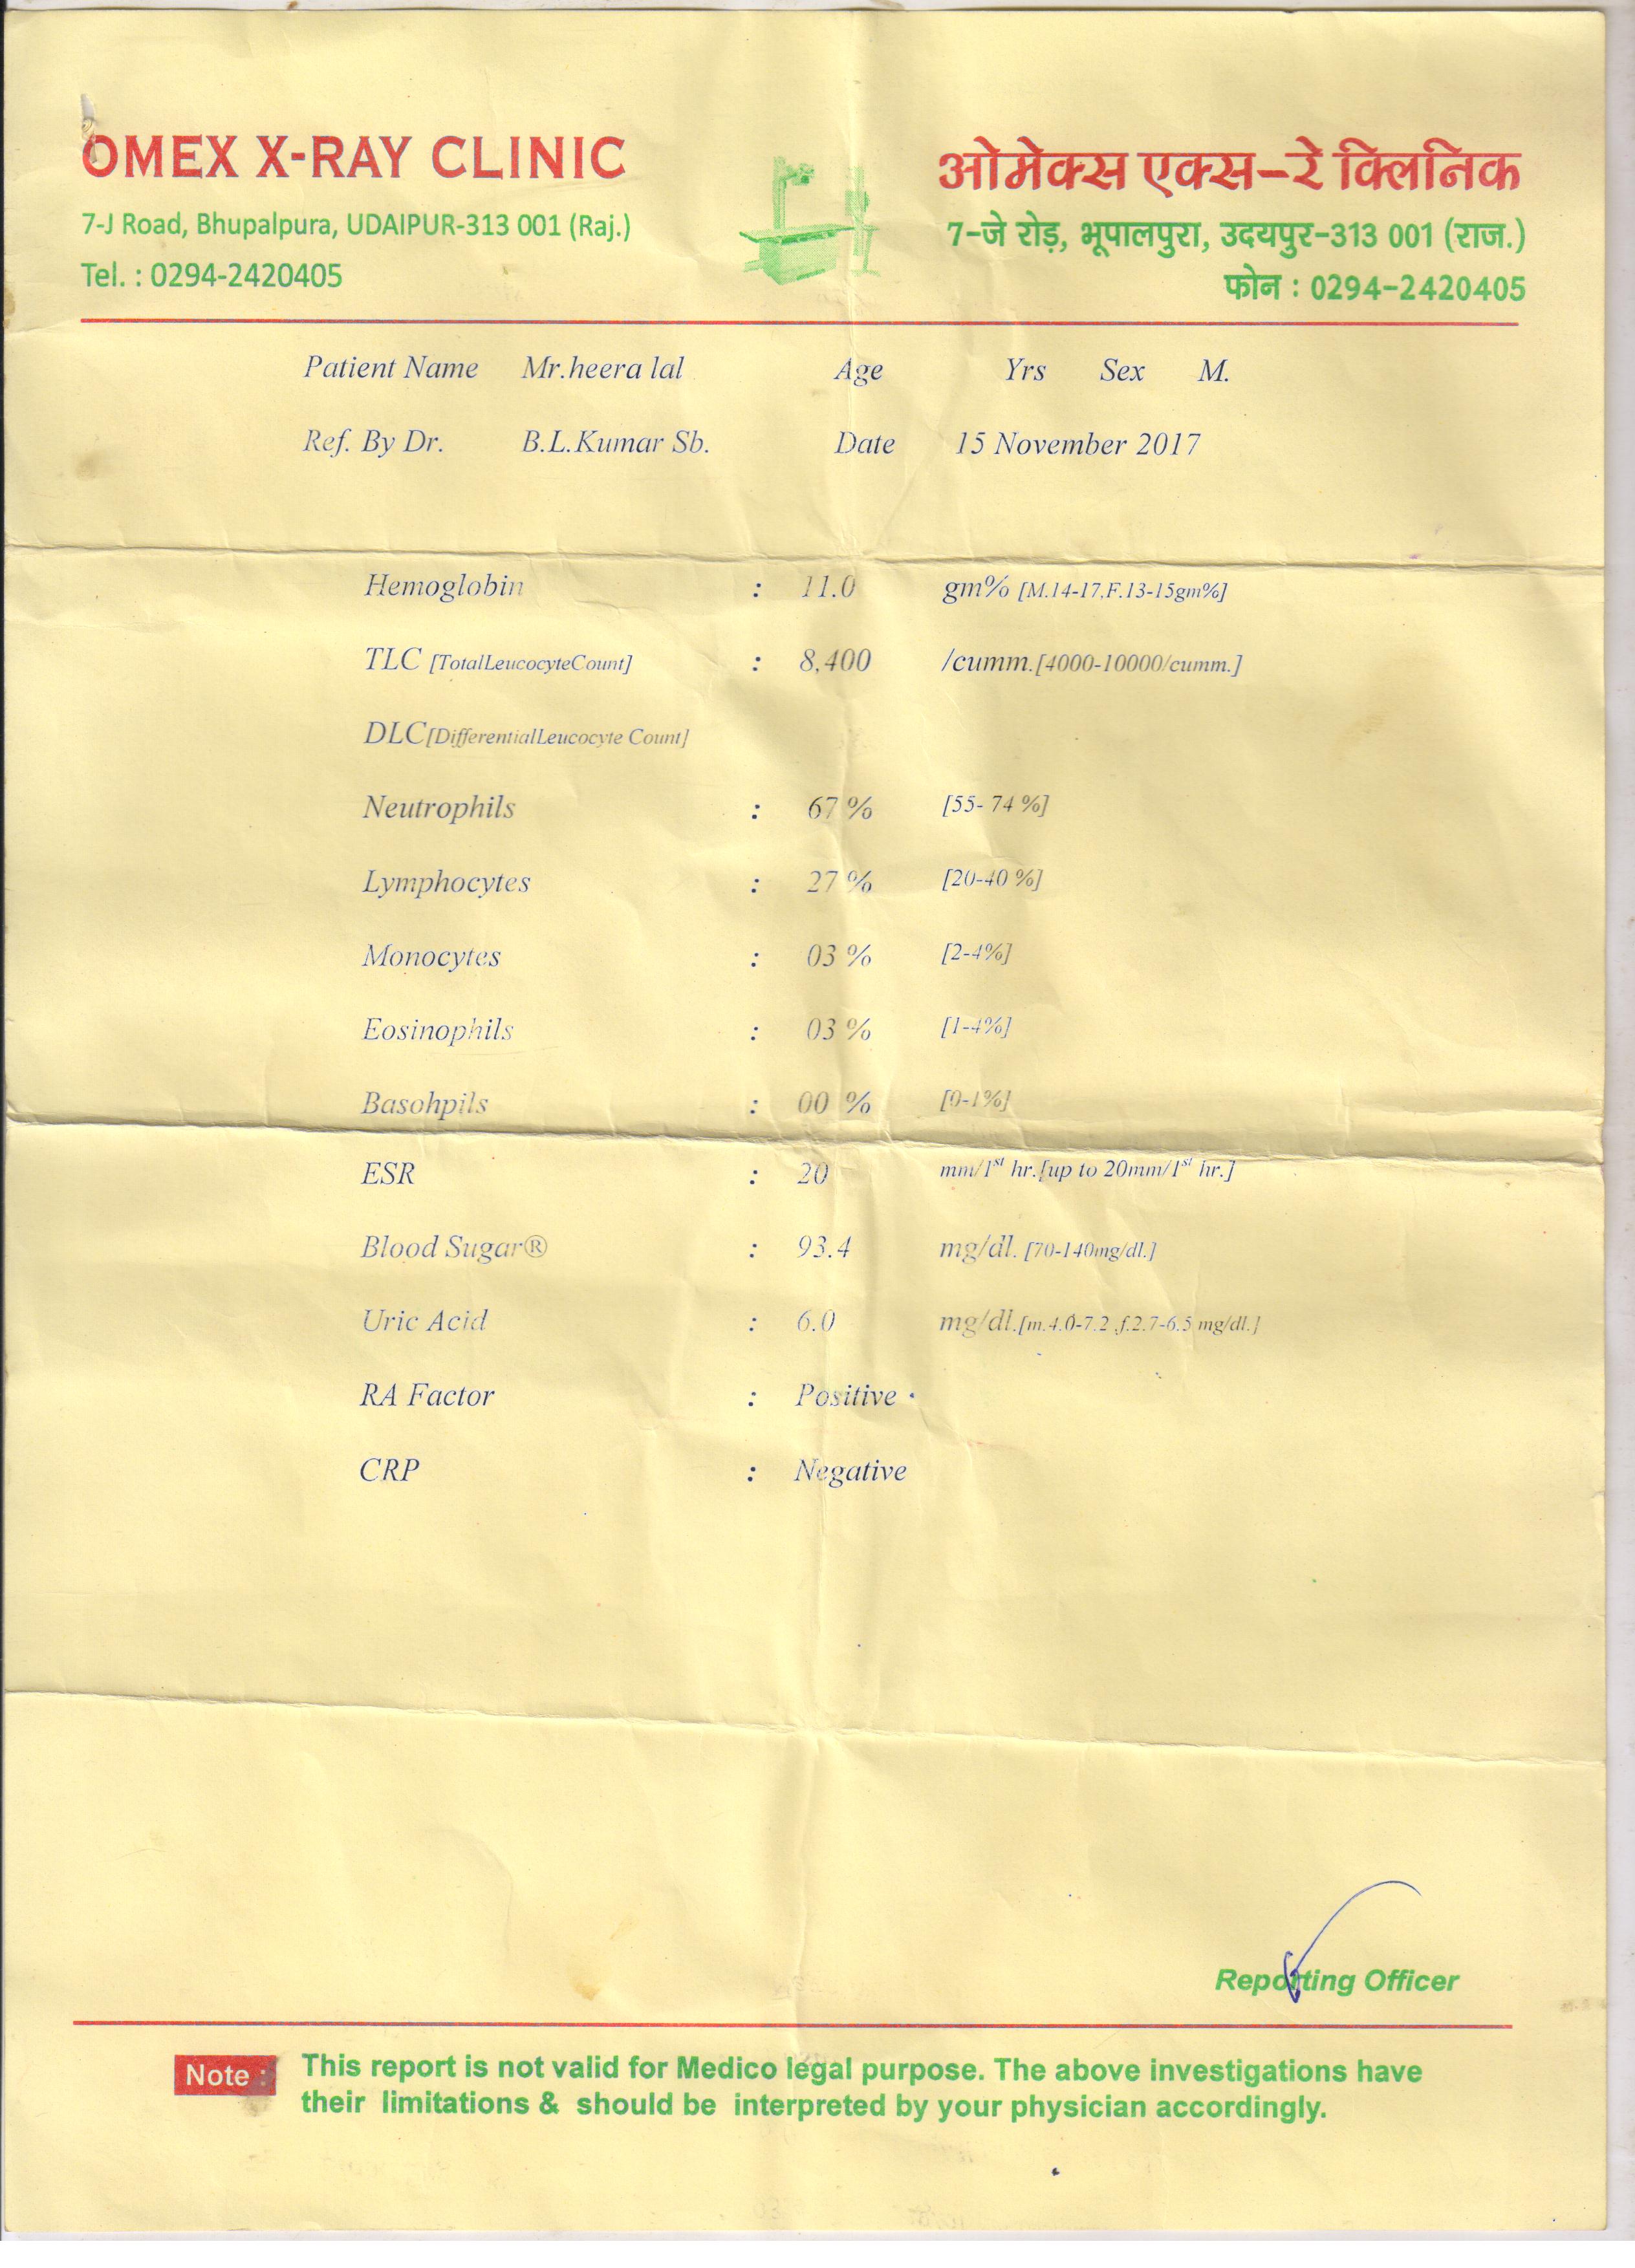 OMEX X-RAY CLINIC
7-J Road, Bhupalpura, UDAIPUR-313 001 (Raj.)
Tel. : 0294-2420405
ओमेक्स एक्स-रे क्लिनिक
7-जे रोड़, भूपालपुरा, उदयपुर-313 001 (राज.)
फोन : 0294-2420405
Patient Name Mr.heera lal Age Yrs Sex M.
Ref. By Dr. B.L.Kumar Sb. Date 15 November 2017
Hemoglobin : 11.0 gm% [M.14-17,F.13-15gm%]
TLC [TotalLeucocyteCount] : 8,400 /cumm.[4000-10000/cumm.]
DLC[DifferentialLeucocyte Count]
Neutrophils : 67 % [55- 74 %]
Lymphocytes : 27 % [20-40 %]
Monocytes : 03 % [2-4%]
Eosinophils : 03 % [1-4%]
Basohpils : 00 % [0-1%]
ESR : 20 mm/1st hr.[up to 20mm/1st hr.]
Blood Sugar® : 93.4 mg/dl. [70-140mg/dl.]
Uric Acid : 6.0 mg/dl.[m.4.0-7.2 ,f.2.7-6.5 mg/dl.]
RA Factor : Positive
CRP : Negative
Reporting Officer
Note : This report is not valid for Medico legal purpose. The above investigations have
their limitations & should be interpreted by your physician accordingly.